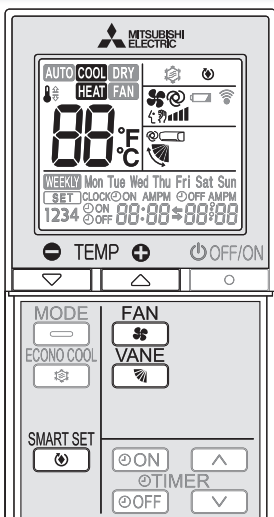 MITSUBISHI
ELECTRIC
AUTO COOL DRY
HEAT FAN
88°F
°C
WEEKLY Mon Tue Wed Thu Fri Sat Sun
SET CLOCK ON AMPM OFF AMPM
1234 ON OFF 88:88 88:88
TEMP OFF/ON
MODE FAN
ECONO COOL VANE
SMART SET
ON
TIMER
OFF